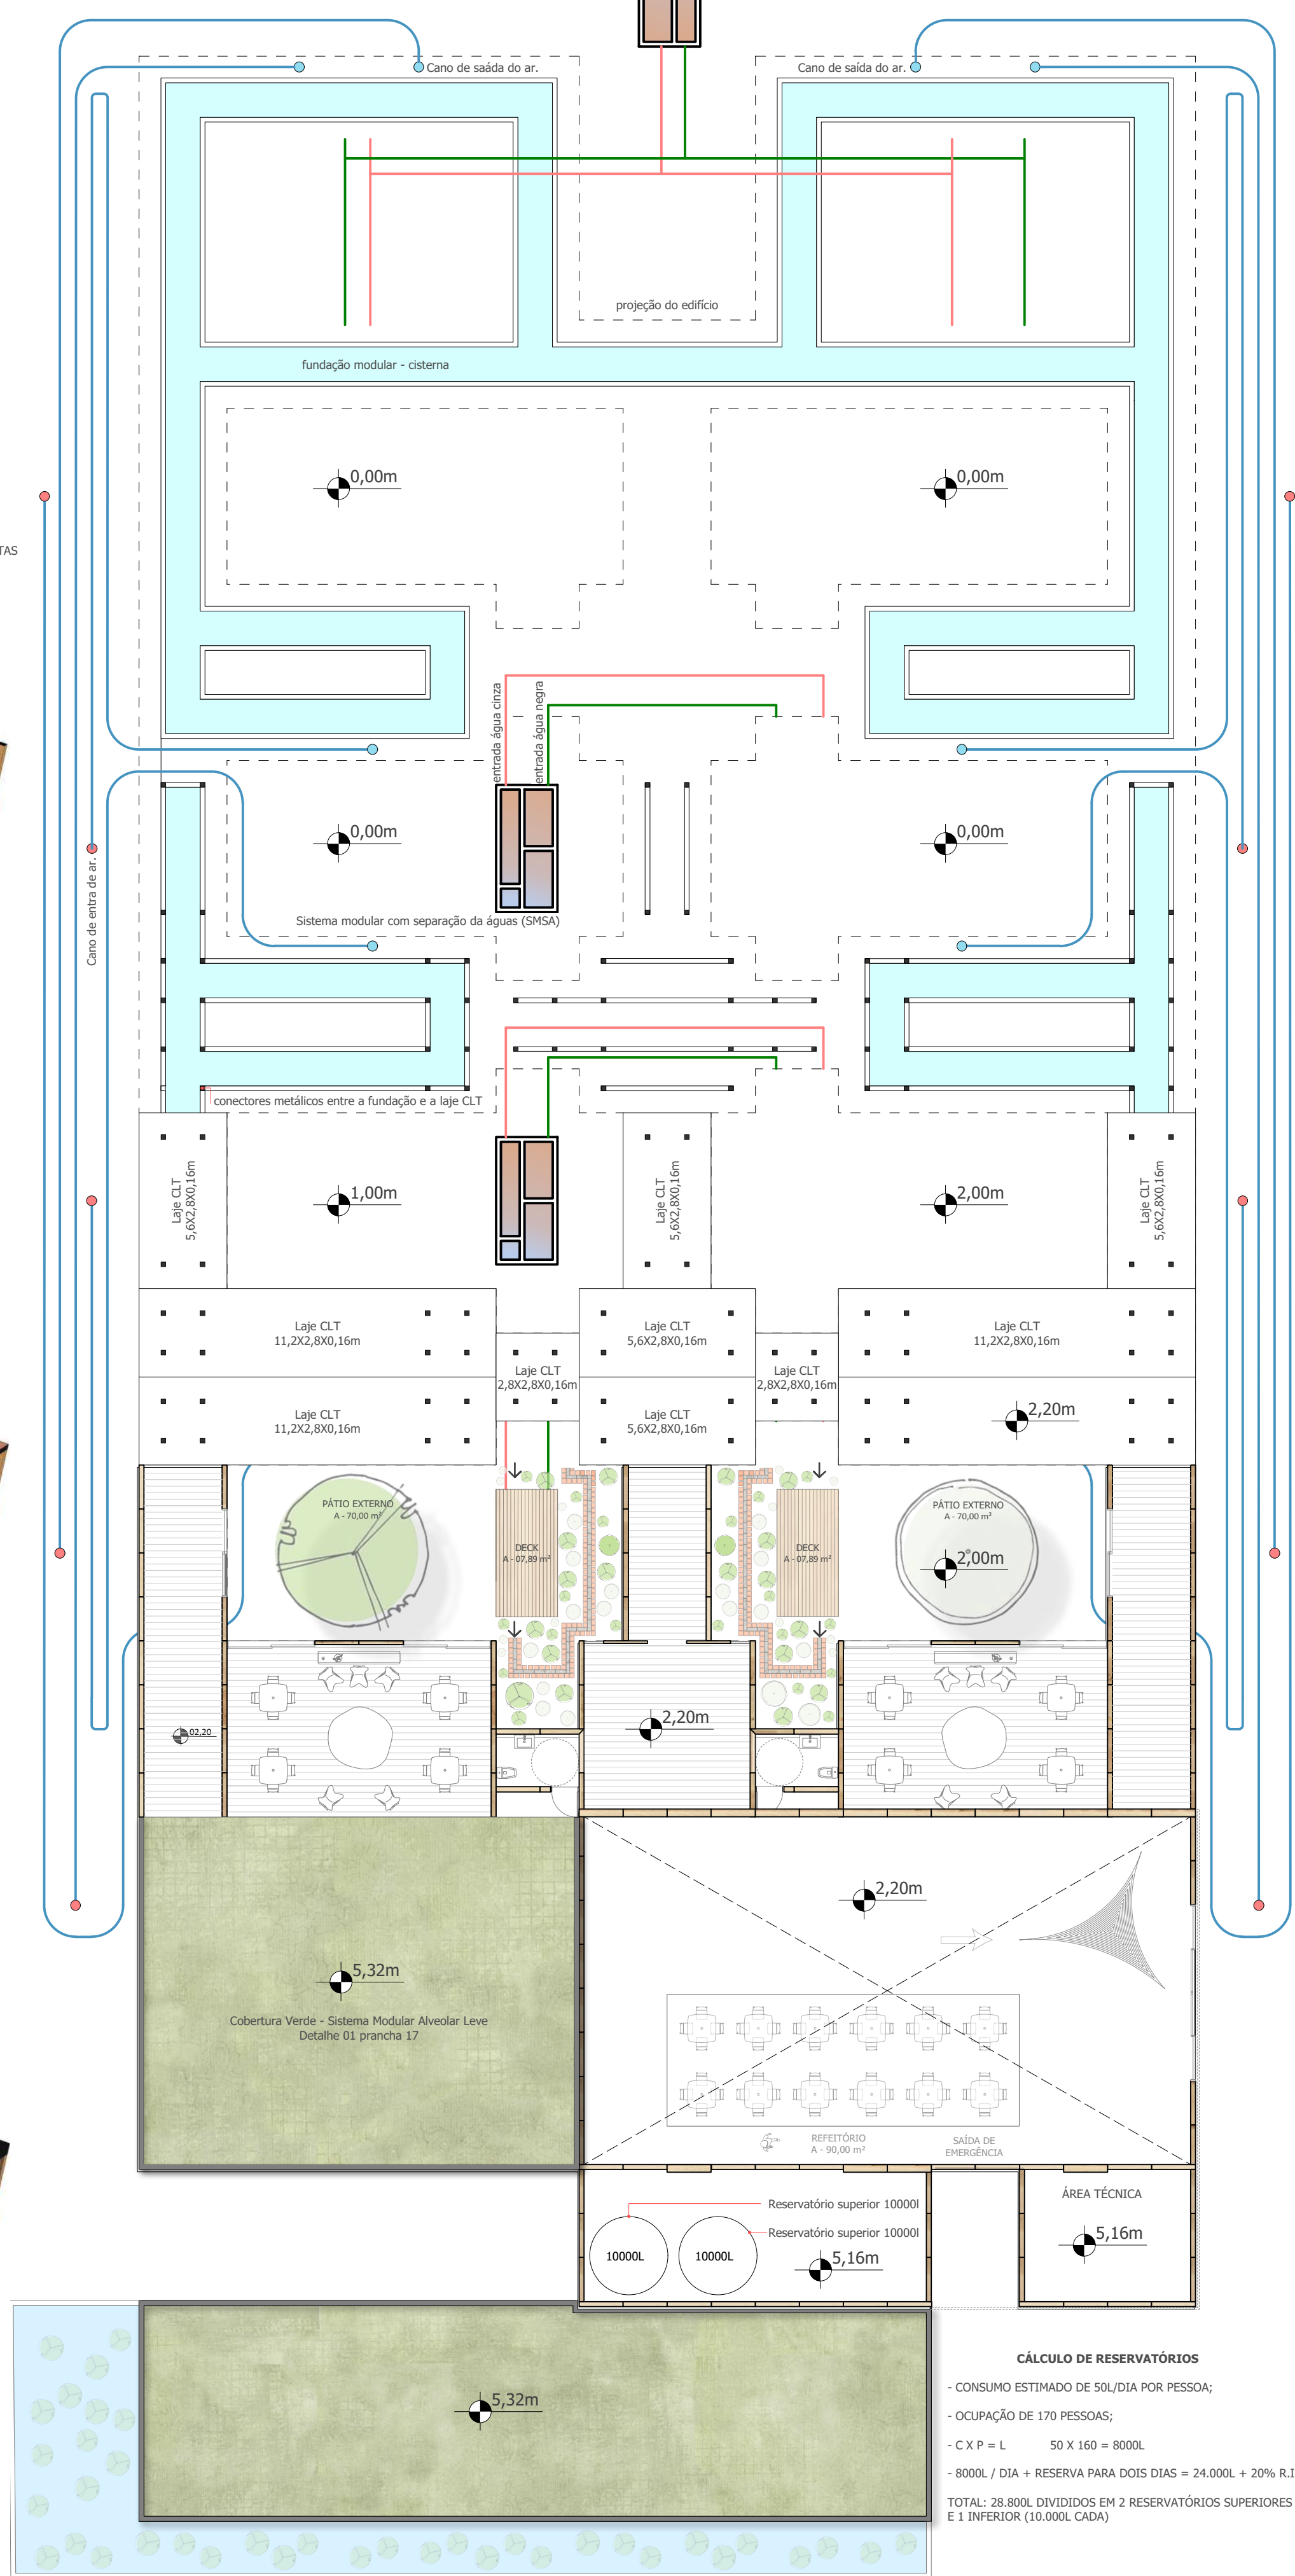 Cano de saáda do ar.
Cano de saída do ar.
projeção do edifício
fundação modular - cisterna
0,00m
0,00m
TAS
entrada água cinza
entrada água negra
0,00m
0,00m
Cano de entra de ar.
Sistema modular com separação da águas (SMSA)
conectores metálicos entre a fundação e a laje CLT
Laje CLT
5,6X2,8X0,16m
1,00m
Laje CLT
5,6X2,8X0,16m
2,00m
Laje CLT
5,6X2,8X0,16m
Laje CLT
11,2X2,8X0,16m
Laje CLT
5,6X2,8X0,16m
Laje CLT
11,2X2,8X0,16m
Laje CLT
2,8X2,8X0,16m
Laje CLT
2,8X2,8X0,16m
Laje CLT
11,2X2,8X0,16m
Laje CLT
5,6X2,8X0,16m
2,20m
PÁTIO EXTERNO
A - 70,00 m²
DECK
A - 07,89 m²
DECK
A - 07,89 m²
PÁTIO EXTERNO
A - 70,00 m²
2,00m
02,20
2,20m
2,20m
5,32m
Cobertura Verde - Sistema Modular Alveolar Leve
Detalhe 01 prancha 17
REFEITÓRIO
A - 90,00 m²
SAÍDA DE
EMERGÊNCIA
Reservatório superior 10000l
Reservatório superior 10000l
10000L
10000L
5,16m
ÁREA TÉCNICA
5,16m
5,32m
CÁLCULO DE RESERVATÓRIOS
- CONSUMO ESTIMADO DE 50L/DIA POR PESSOA;
- OCUPAÇÃO DE 170 PESSOAS;
- C X P = L 50 X 160 = 8000L
- 8000L / DIA + RESERVA PARA DOIS DIAS = 24.000L + 20% R.I
TOTAL: 28.800L DIVIDIDOS EM 2 RESERVATÓRIOS SUPERIORES
E 1 INFERIOR (10.000L CADA)